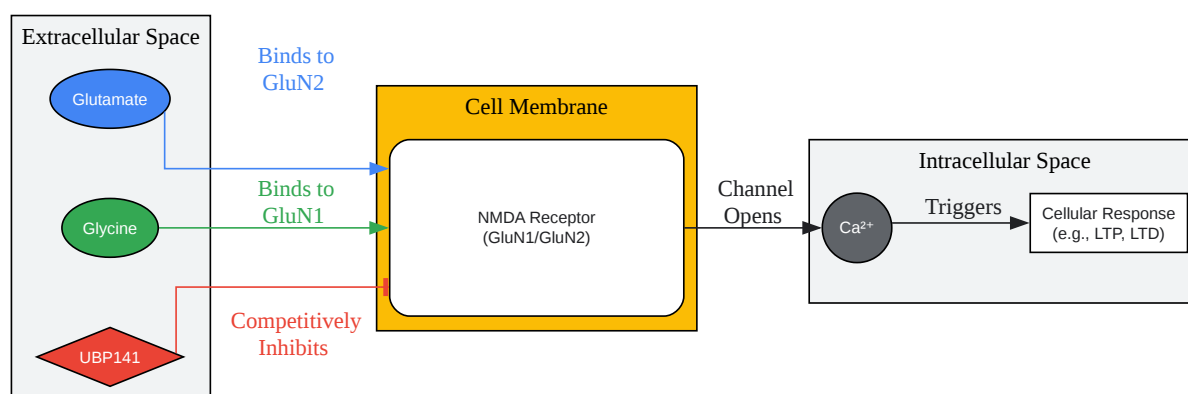 Extracellular Space
Glutamate
Glycine
UBP141
Binds to
GluN2
Binds to
GluN1
Competitively
Inhibits
Cell Membrane
NMDA Receptor
(GluN1/GluN2)
Channel
Opens
Intracellular Space
Ca²⁺
Triggers
Cellular Response
(e.g., LTP, LTD)